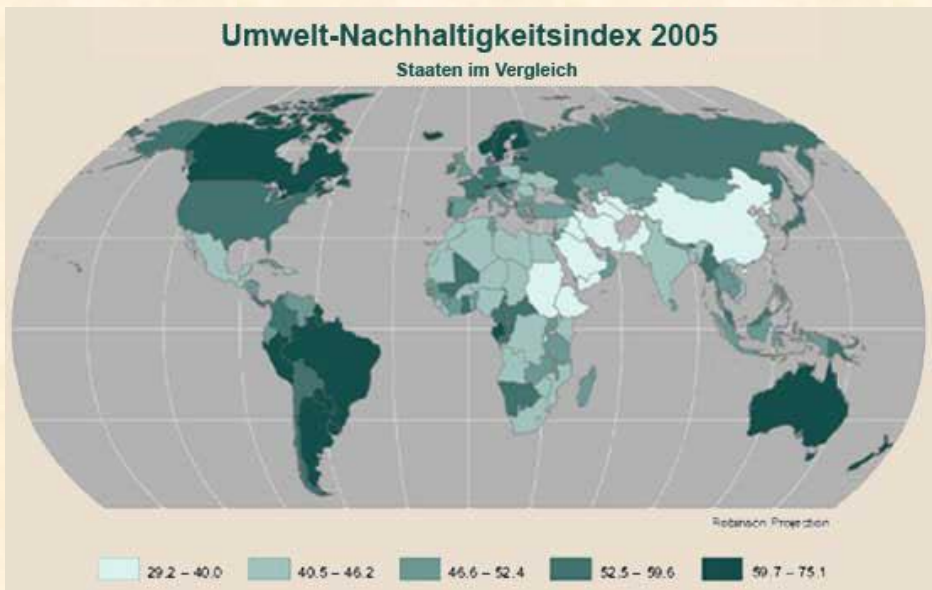 Umwelt-Nachhaltigkeitsindex 2005
Staaten im Vergleich
Robinson Projection
29.2 – 40.0 40.5 – 46.2 46.6 – 52.4 52.5 – 59.6 59.7 – 75.1